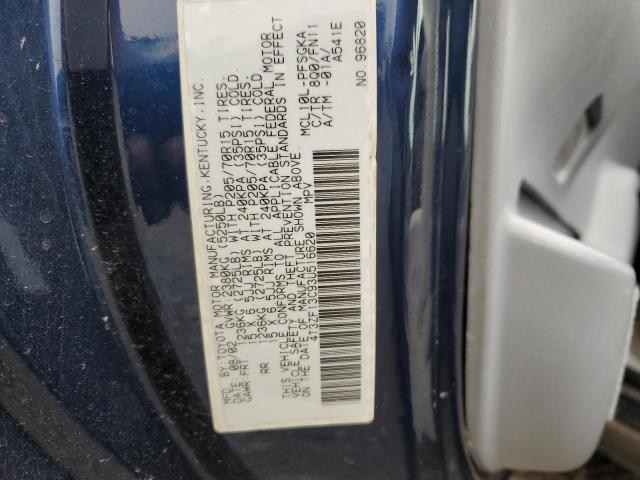 MFD. BY TOYOTA MOTOR MANUFACTURING.KENTUCKY,INC.
DATE: 08/02 GVWR 2380KG (5250LB)
GAWR:FRT. 1236KG (2725LB) WITH P205/70R15 TIRES,
15 X 6.5JJ RIMS AT 240KPA (35PSI) COLD.
RR. 1236KG (2725LB) WITH P205/70R15 TIRES,
15 X 6.5JJ RIMS AT 240KPA (35PSI) COLD
THIS VEHICLE CONFORMS TO ALL APPLICABLE FEDERAL MOTOR
VEHICLE SAFETY AND THEFT PREVENTION STANDARDS IN EFFECT
ON THE DATE OF MANUFACTURE SHOWN ABOVE.
4T3ZF13C93U516620 MPV
MCL10L-PFSGKA
C/TR 8Q0/FN11
A/TM -01A/
A541E
NO. 96820